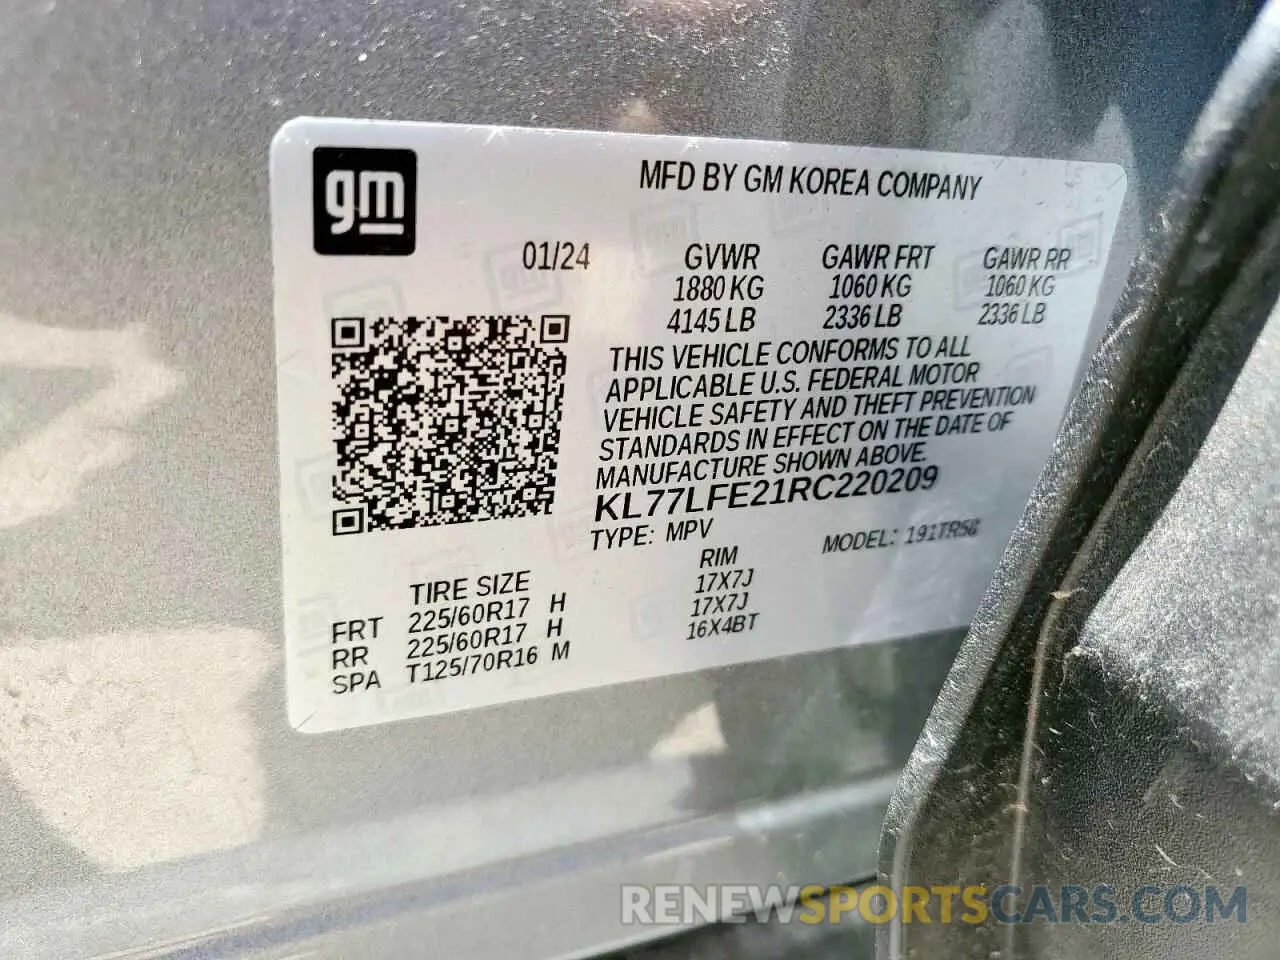 gm
MFD BY GM KOREA COMPANY
01/24 GVWR GAWR FRT GAWR RR
1880 KG 1060 KG 1060 KG
4145 LB 2336 LB 2336 LB
THIS VEHICLE CONFORMS TO ALL
APPLICABLE U.S. FEDERAL MOTOR
VEHICLE SAFETY AND THEFT PREVENTION
STANDARDS IN EFFECT ON THE DATE OF
MANUFACTURE SHOWN ABOVE.
KL77LFE21RC220209
TYPE: MPV MODEL: 191TR56
TIRE SIZE RIM
FRT 225/60R17 H 17X7J
RR 225/60R17 H 17X7J
SPA T125/70R16 M 16X4BT
RENEWSPORTSCARS.COM